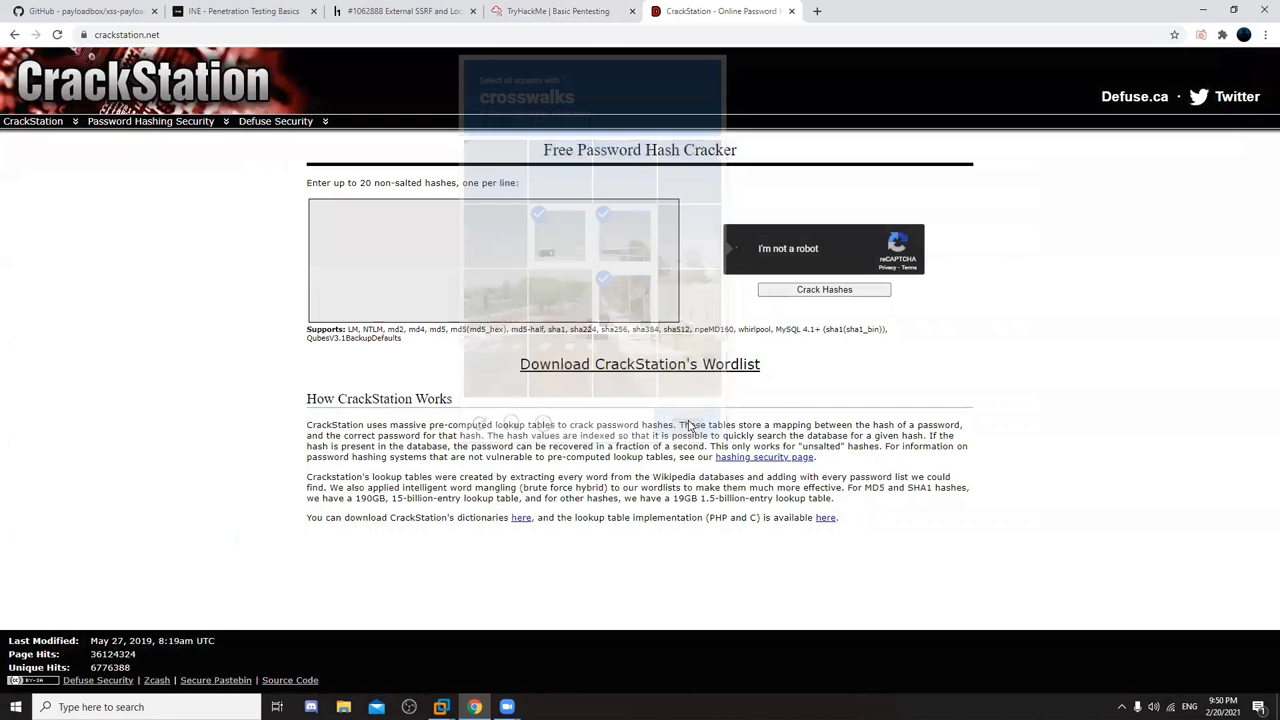 GitHub - payloadbox/xss-payloa
INE - Penetration Testing Basics
#1062888 External SSRF and Loc
TryHackMe | Basic Pentesting
CrackStation - Online Password H
crackstation.net
CrackStation
Defuse.ca · Twitter
CrackStation Password Hashing Security Defuse Security
Select all squares with
crosswalks
Free Password Hash Cracker
Enter up to 20 non-salted hashes, one per line:
I'm not a robot
reCAPTCHA
Privacy - Terms
Crack Hashes
Supports: LM, NTLM, md2, md4, md5, md5(md5_hex), md5-half, sha1, sha224, sha256, sha384, sha512, ripeMD160, whirlpool, MySQL 4.1+ (sha1(sha1_bin)),
QubesV3.1BackupDefaults
Download CrackStation's Wordlist
How CrackStation Works
CrackStation uses massive pre-computed lookup tables to crack password hashes. These tables store a mapping between the hash of a password,
and the correct password for that hash. The hash values are indexed so that it is possible to quickly search the database for a given hash. If the
hash is present in the database, the password can be recovered in a fraction of a second. This only works for "unsalted" hashes. For information
on password hashing systems that are not vulnerable to pre-computed lookup tables, see our hashing security page.
Crackstation's lookup tables were created by extracting every word from the Wikipedia databases and adding with every password list we could
find. We also applied intelligent word mangling (brute force hybrid) to our wordlists to make them much more effective. For MD5 and SHA1 hashes,
we have a 190GB, 15-billion-entry lookup table, and for other hashes, we have a 19GB 1.5-billion-entry lookup table.
You can download CrackStation's dictionaries here, and the lookup table implementation (PHP and C) is available here.
Last Modified: May 27, 2019, 8:19am UTC
Page Hits: 36124324
Unique Hits: 6776388
Defuse Security | Zcash | Secure Pastebin | Source Code
Type here to search
ENG
9:50 PM
2/20/2021